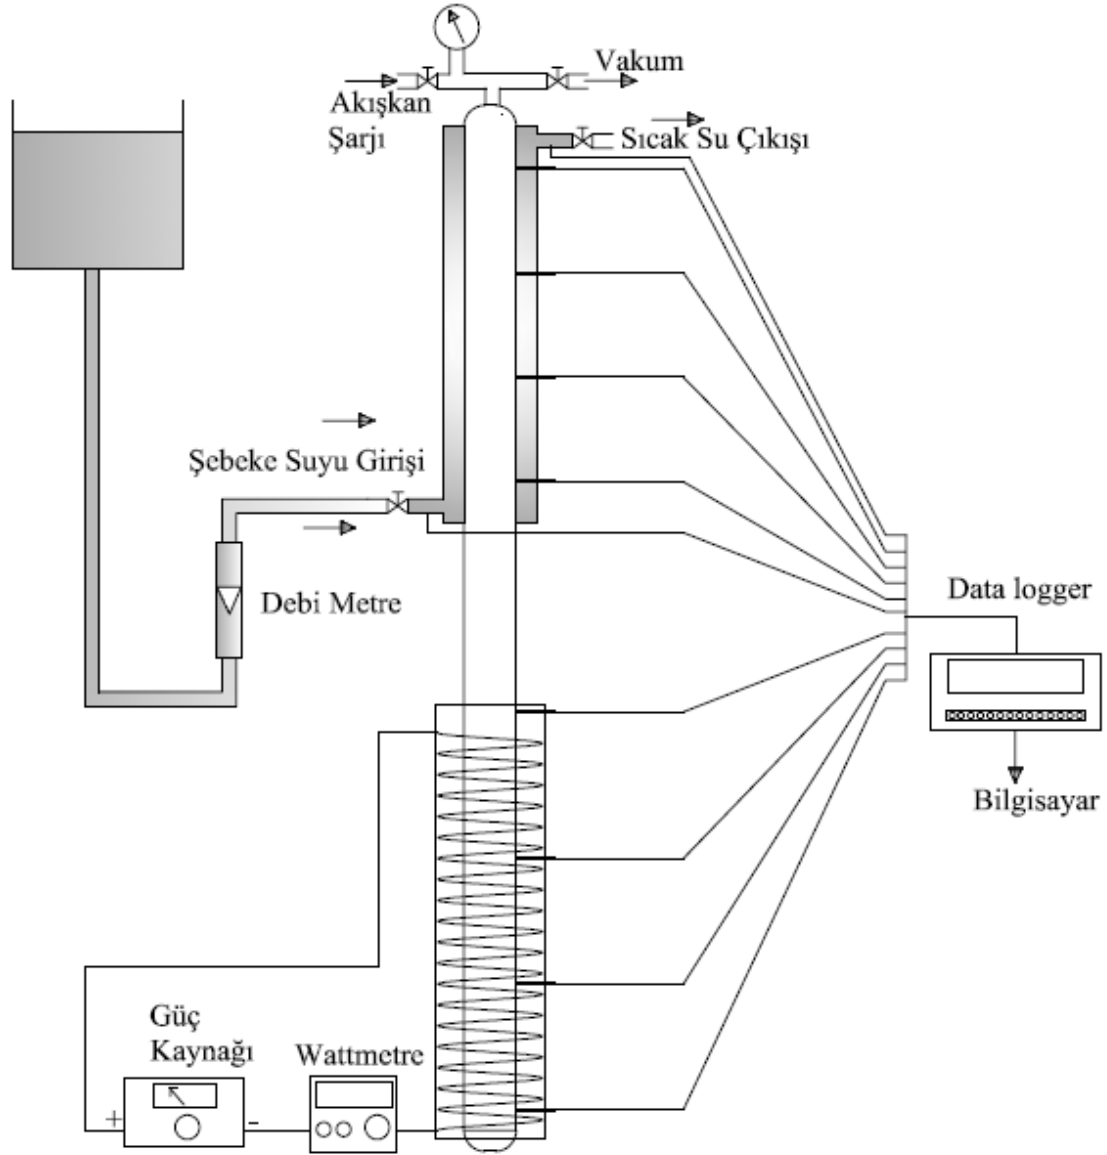 Vakum
Akışkan
Şarjı
Sıcak Su Çıkışı
Şebeke Suyu Girişi
Debi Metre
Data logger
Bilgisayar
Güç
Kaynağı
Wattmetre
+
-